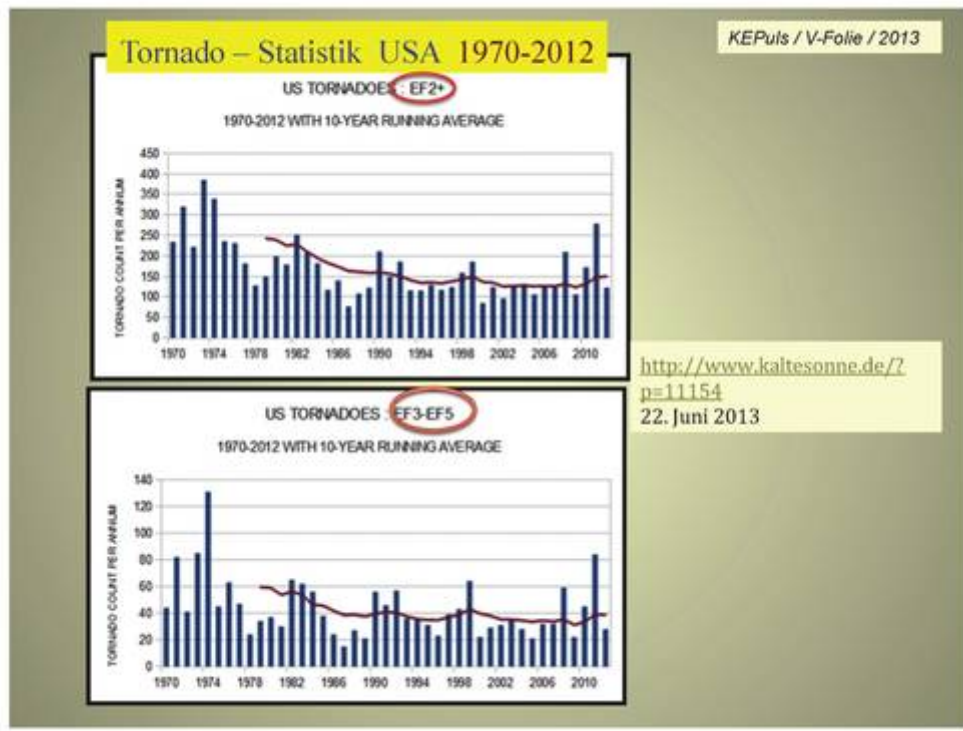 Tornado – Statistik USA 1970-2012
KEPuls / V-Folie / 2013
US TORNADOES : EF2+
1970-2012 WITH 10-YEAR RUNNING AVERAGE
TORNADO COUNT PER ANNUM
450
400
350
300
250
200
150
100
50
0
1970 1974 1978 1982 1986 1990 1994 1998 2002 2006 2010
http://www.kaltesonne.de/?
p=11154
22. Juni 2013
US TORNADOES : EF3-EF5
1970-2012 WITH 10-YEAR RUNNING AVERAGE
TORNADO COUNT PER ANNUM
140
120
100
80
60
40
20
0
1970 1974 1978 1982 1986 1990 1994 1998 2002 2006 2010